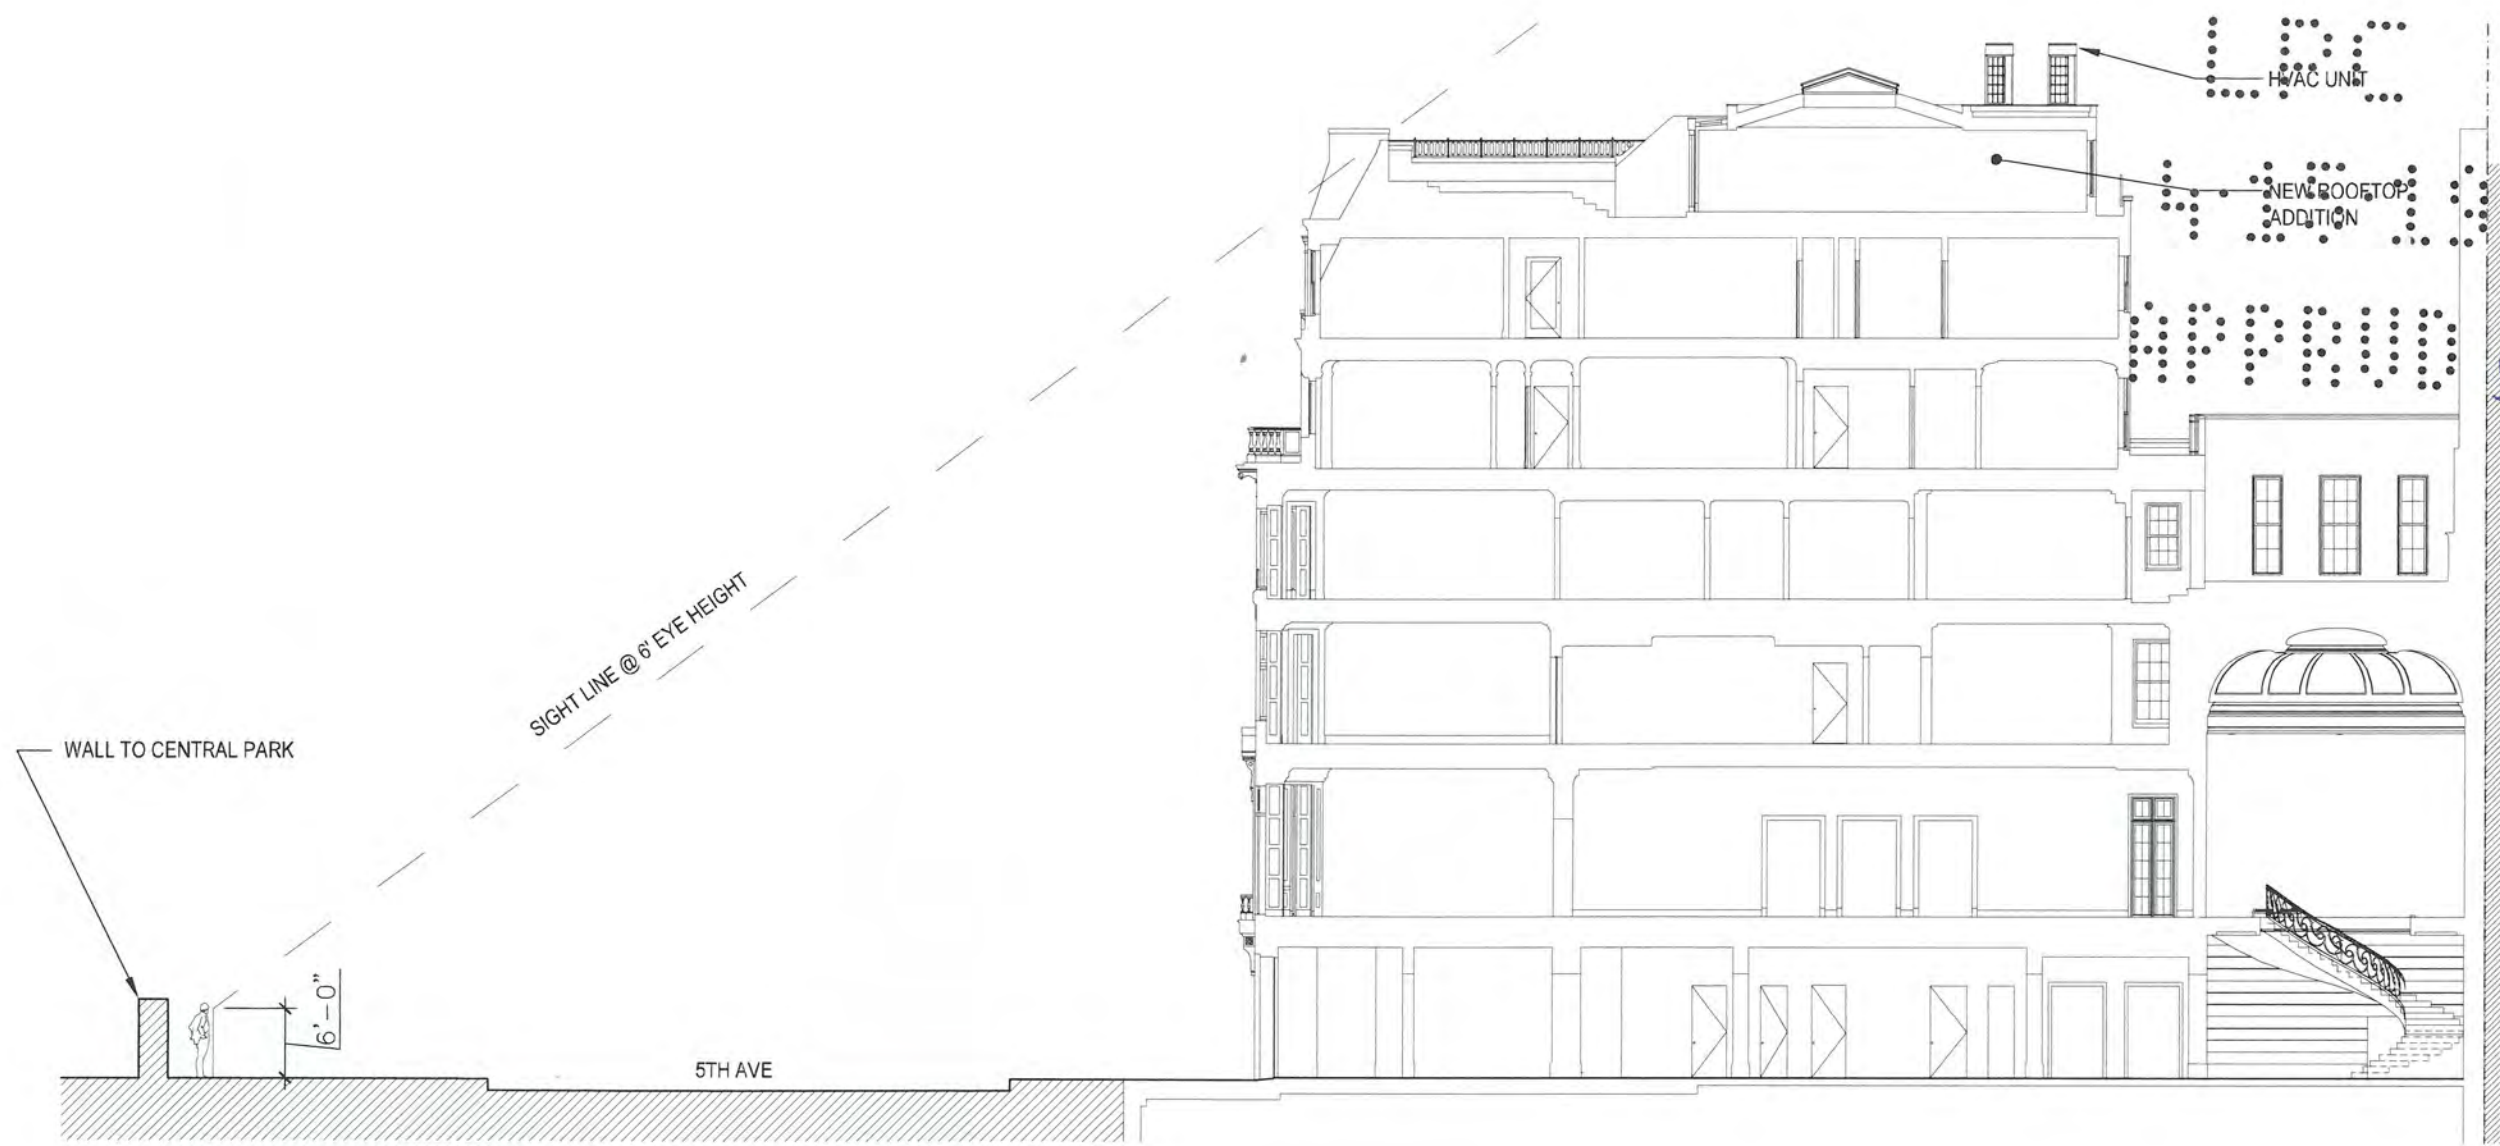 LPC
HVAC UNIT
NEW ROOFTOP
ADDITION
APPRUD
SIGHT LINE @ 6' EYE HEIGHT
WALL TO CENTRAL PARK
6'-0"
5TH AVE